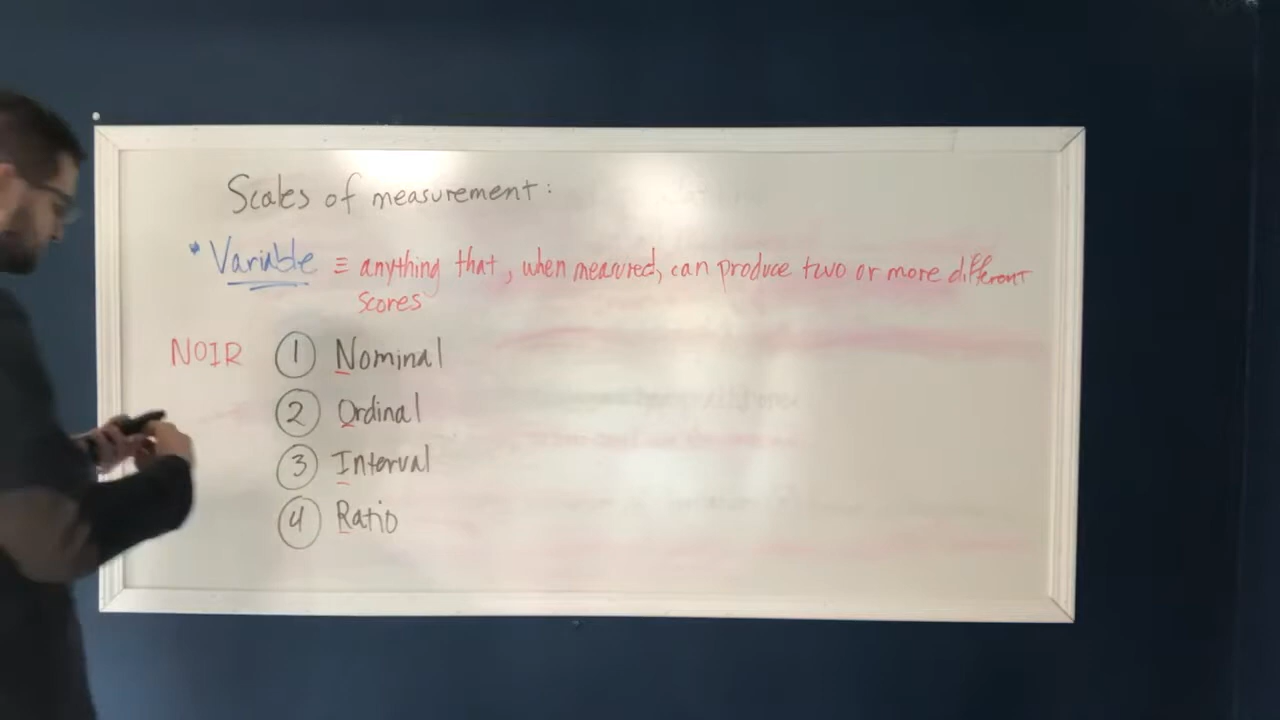 Scales of measurement:
* Variable ≡ anything that, when measured, can produce two or more different
scores
NOIR 1 Nominal
2 Ordinal
3 Interval
4 Ratio